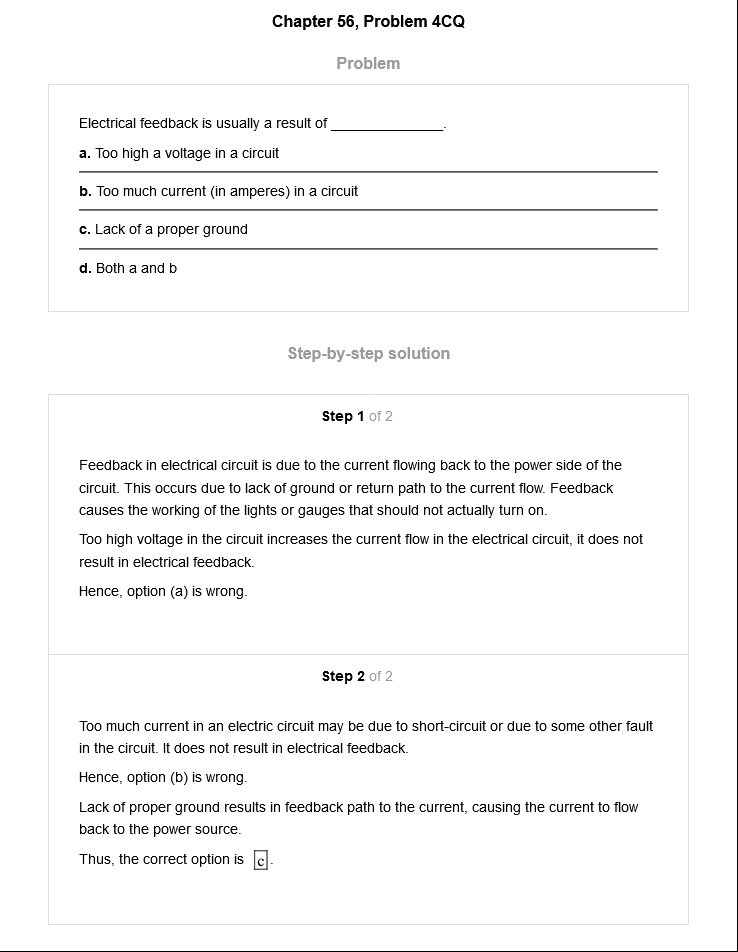 Chapter 56, Problem 4CQ
Problem
Electrical feedback is usually a result of ______________.
a. Too high a voltage in a circuit
b. Too much current (in amperes) in a circuit
c. Lack of a proper ground
d. Both a and b
Step-by-step solution
Step 1 of 2
Feedback in electrical circuit is due to the current flowing back to the power side of the
circuit. This occurs due to lack of ground or return path to the current flow. Feedback
causes the working of the lights or gauges that should not actually turn on.
Too high voltage in the circuit increases the current flow in the electrical circuit, it does not
result in electrical feedback.
Hence, option (a) is wrong.
Step 2 of 2
Too much current in an electric circuit may be due to short-circuit or due to some other fault
in the circuit. It does not result in electrical feedback.
Hence, option (b) is wrong.
Lack of proper ground results in feedback path to the current, causing the current to flow
back to the power source.
Thus, the correct option is c.